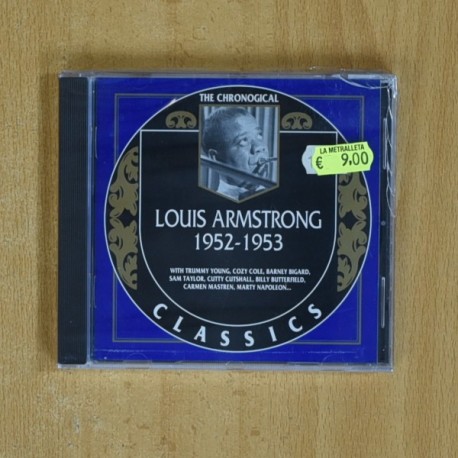 THE CHRONOGICAL
LA METRALLETA
€ 9,00
LOUIS ARMSTRONG
1952-1953
WITH TRUMMY YOUNG, COZY COLE, BARNEY BIGARD,
SAM TAYLOR, CUTTY CUTSHALL, BILLY BUTTERFIELD,
CARMEN MASTREN, MARTY NAPOLEON...
CLASSICS